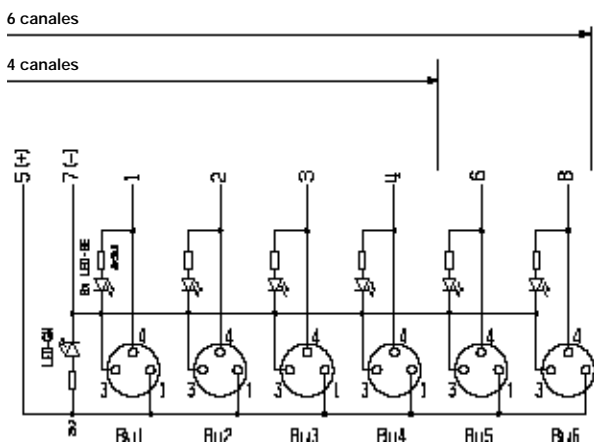 6 canales
4 canales
5 (+)
7 (-)
1
2
3
4
6
8
LED-GE
LED-GN
4 4 4 4 4 4
3 1 3 1 3 1 3 1 3 1 3 1
Bu1 Bu2 Bu3 Bu4 Bu5 Bu6